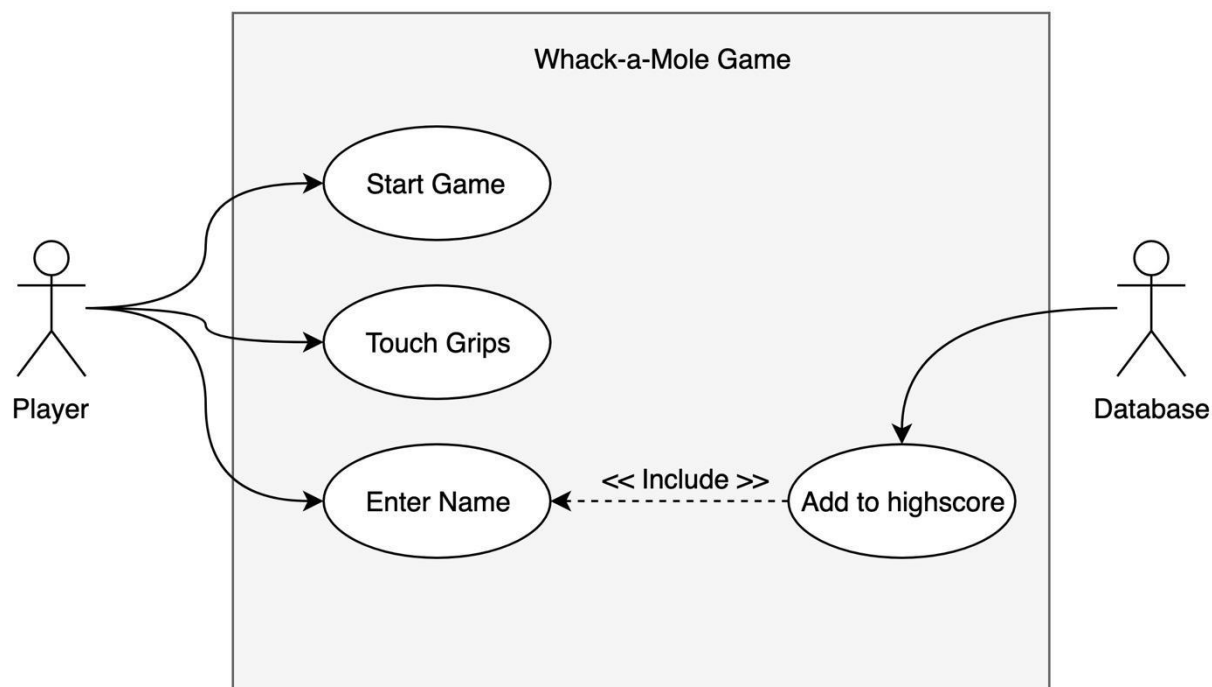 Whack-a-Mole Game
Start Game
Touch Grips
Player
Database
<< Include >>
Enter Name
Add to highscore